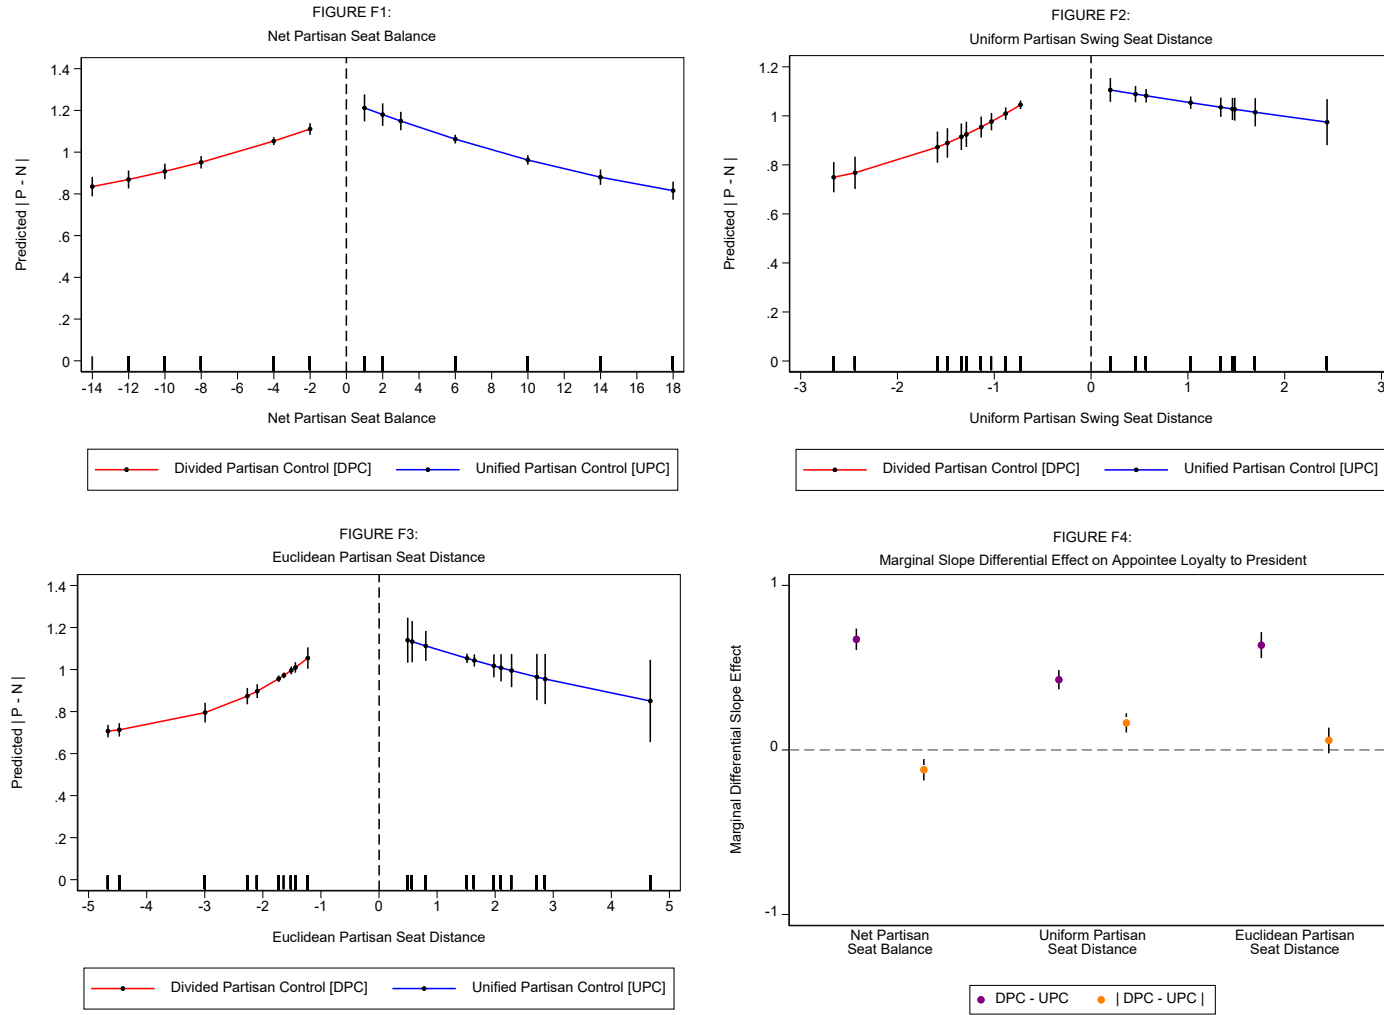 FIGURE F1:
Net Partisan Seat Balance
Predicted | P - N |
1.4
1.2
1
.8
.6
.4
.2
0
-14 -12 -10 -8 -6 -4 -2 0 2 4 6 8 10 12 14 16 18
Net Partisan Seat Balance
Divided Partisan Control [DPC] Unified Partisan Control [UPC]
FIGURE F2:
Uniform Partisan Swing Seat Distance
Predicted | P - N |
1.2
1
.8
.6
.4
.2
0
-3 -2 -1 0 1 2 3
Uniform Partisan Swing Seat Distance
Divided Partisan Control [DPC] Unified Partisan Control [UPC]
FIGURE F3:
Euclidean Partisan Seat Distance
Predicted | P - N |
1.4
1.2
1
.8
.6
.4
.2
0
-5 -4 -3 -2 -1 0 1 2 3 4 5
Euclidean Partisan Seat Distance
Divided Partisan Control [DPC] Unified Partisan Control [UPC]
FIGURE F4:
Marginal Slope Differential Effect on Appointee Loyalty to President
Marginal Differential Slope Effect
1
0
-1
Net Partisan Seat Balance
Uniform Partisan Seat Distance
Euclidean Partisan Seat Distance
DPC - UPC | DPC - UPC |